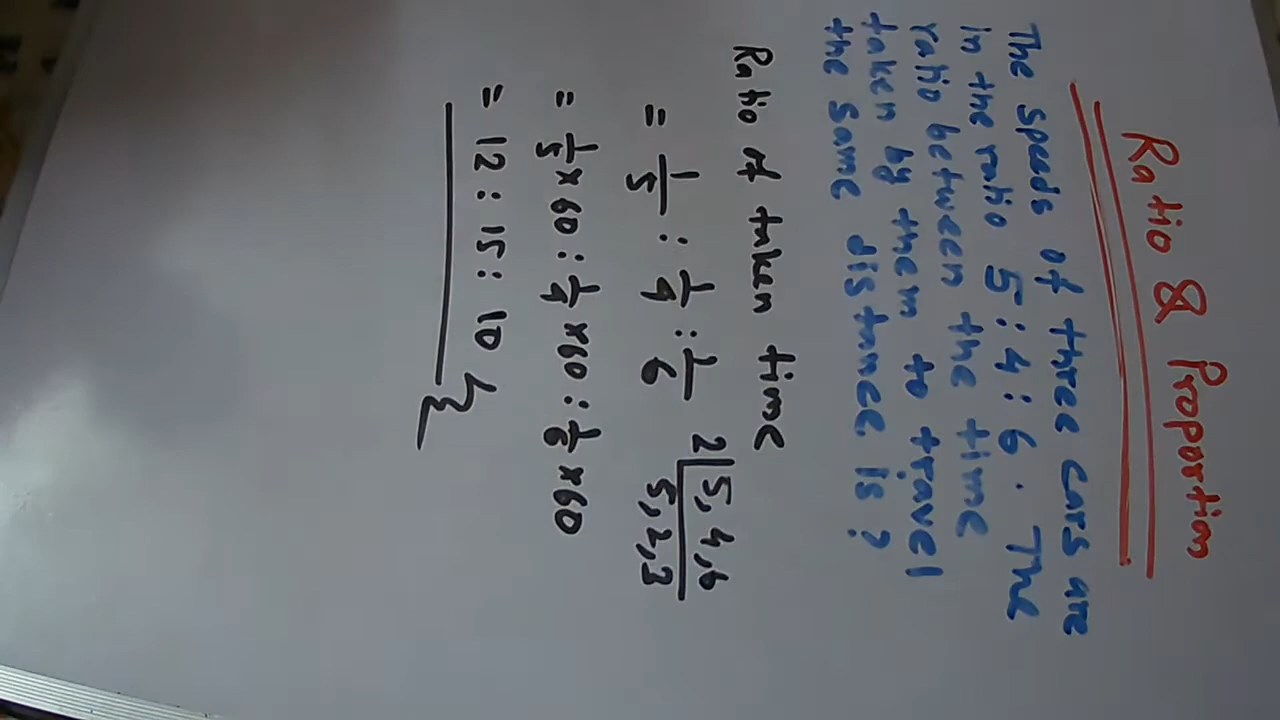 Ratio & Proportion
The speeds of three cars are
in the ratio 5 : 4 : 6 . The
ratio between the time
taken by them to travel
the same distance is ?
Ratio of taken time
= 1/5 : 1/4 : 1/6
2 | 5, 4, 6
5, 2, 3
= 1/5 × 60 : 1/4 × 60 : 1/6 × 60
= 12 : 15 : 10